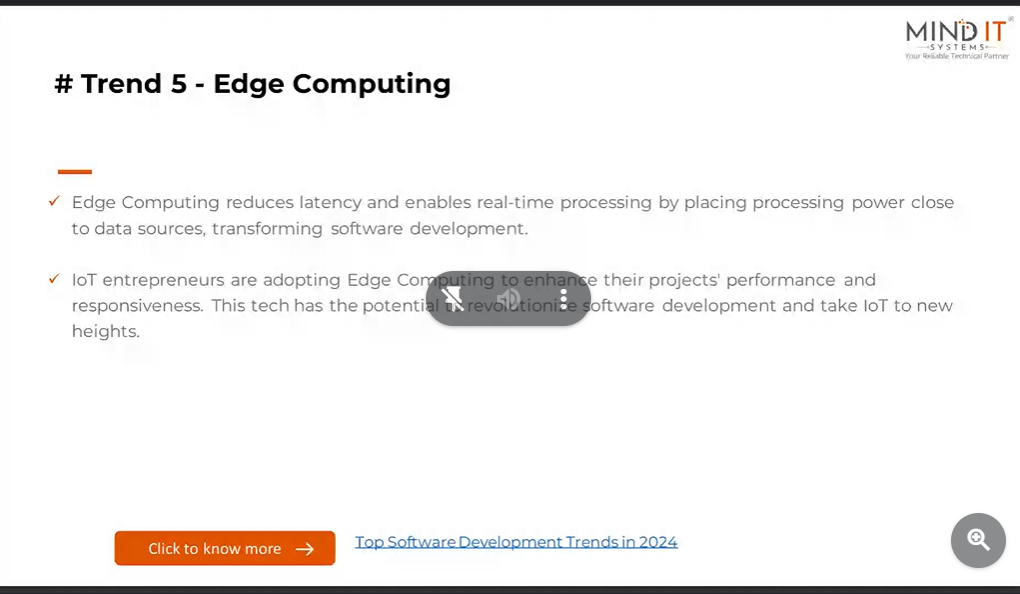 MIND IT
SYSTEMS
Your Reliable Technical Partner
# Trend 5 - Edge Computing
✓ Edge Computing reduces latency and enables real-time processing by placing processing power close
to data sources, transforming software development.
✓ IoT entrepreneurs are adopting Edge Computing to enhance their projects' performance and
responsiveness. This tech has the potential to revolutionize software development and take IoT to new
heights.
Click to know more →
Top Software Development Trends in 2024